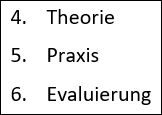 4. Theorie
5. Praxis
6. Evaluierung